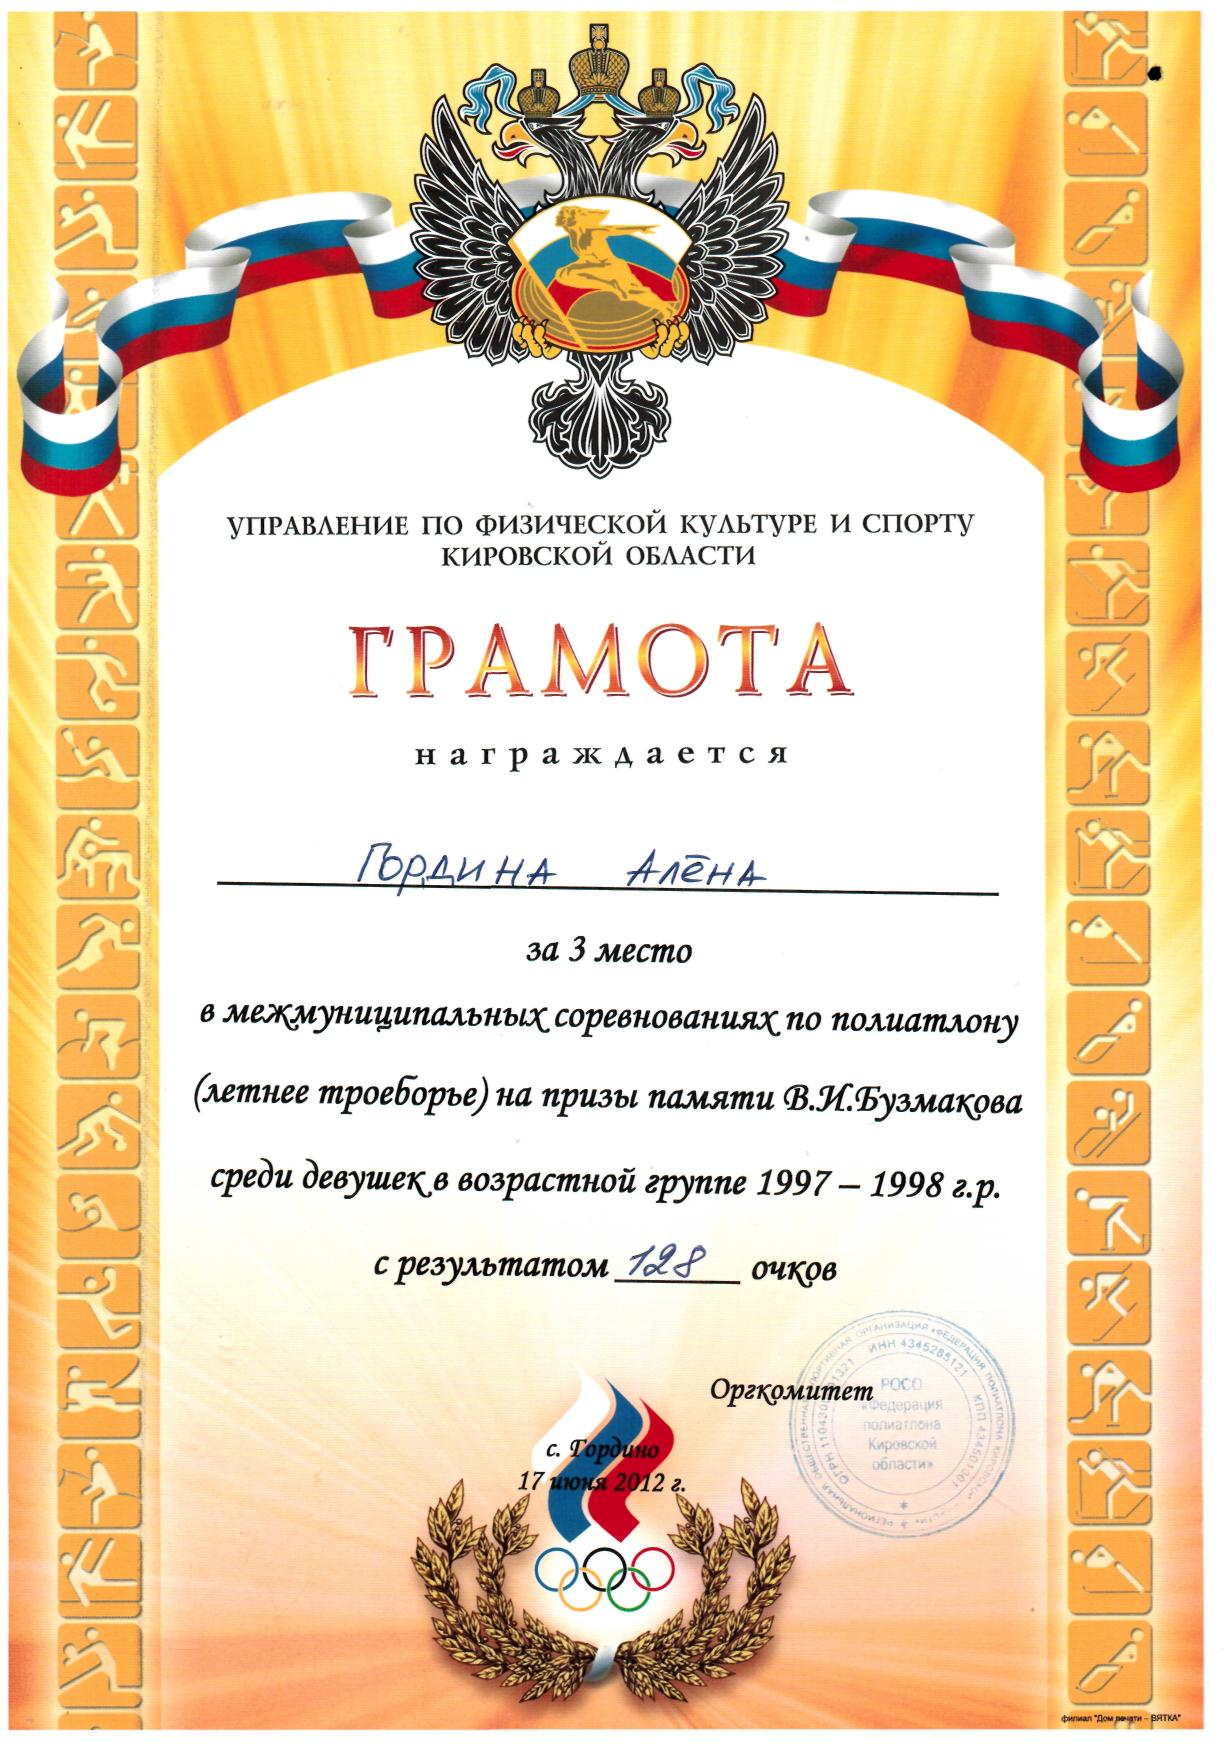 УПРАВЛЕНИЕ ПО ФИЗИЧЕСКОЙ КУЛЬТУРЕ И СПОРТУ
КИРОВСКОЙ ОБЛАСТИ
ГРАМОТА
награждается
Гордина Алёна
за 3 место
в межмуниципальных соревнованиях по полиатлону
(летнее троеборье) на призы памяти В.И.Бузмакова
среди девушек в возрастной группе 1997 – 1998 г.р.
с результатом 128 очков
Оргкомитет
ИНН 4345285121
КПП 434501001
РОСО
«Федерация
полиатлона
Кировской
области»
с. Гордино
17 июня 2012 г.
филиал "Дом печати – ВЯТКА"